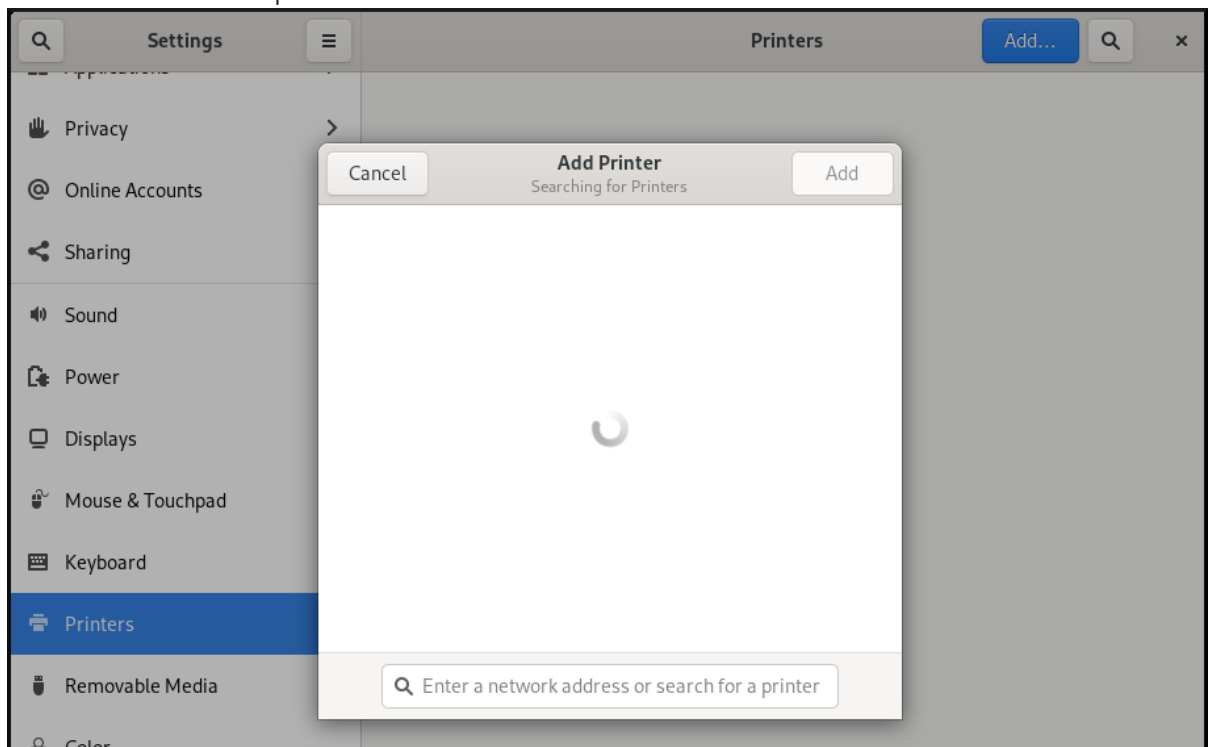 Settings
Printers
Add...
Privacy
Online Accounts
Sharing
Sound
Power
Displays
Mouse & Touchpad
Keyboard
Printers
Removable Media
Color
Cancel
Add Printer
Searching for Printers
Add
Enter a network address or search for a printer